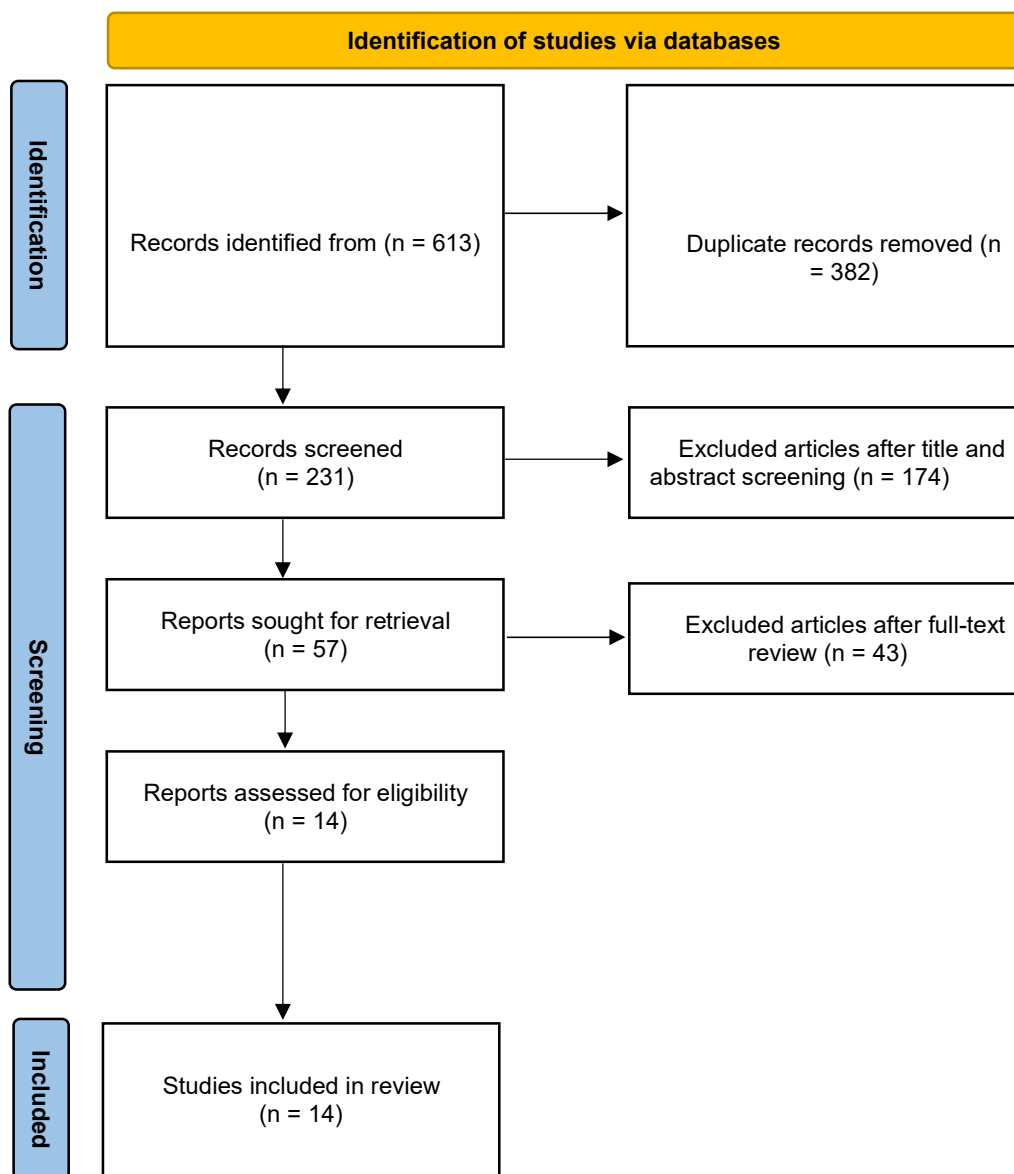 Identification of studies via databases
Identification
Records identified from (n = 613)
Duplicate records removed (n
= 382)
Screening
Records screened
(n = 231)
Excluded articles after title and
abstract screening (n = 174)
Reports sought for retrieval
(n = 57)
Excluded articles after full-text
review (n = 43)
Reports assessed for eligibility
(n = 14)
Included
Studies included in review
(n = 14)